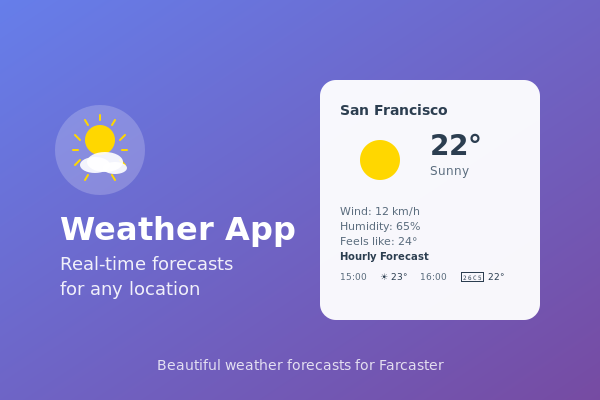 Weather App
Real-time forecasts
for any location
San Francisco
22°
Sunny
Wind: 12 km/h
Humidity: 65%
Feels like: 24°
Hourly Forecast
15:00 ☀ 23° 16:00 22°
Beautiful weather forecasts for Farcaster